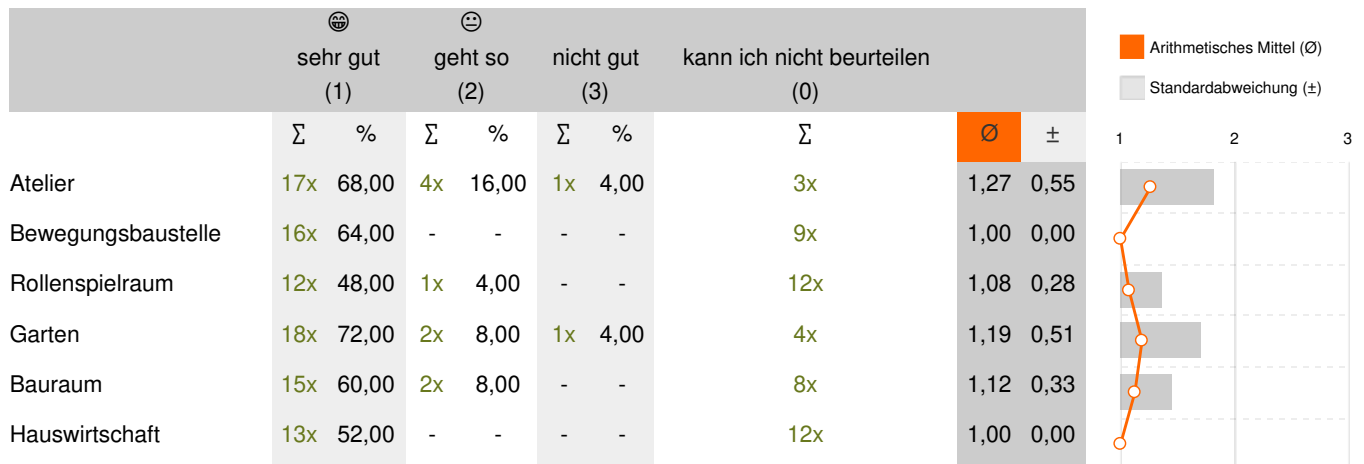 😁 😐
sehr gut geht so nicht gut kann ich nicht beurteilen
(1) (2) (3) (0)
Arithmetisches Mittel (Ø)
Standardabweichung (±)
Σ % Σ % Σ % Σ Ø ± 1 2 3
Atelier 17x 68,00 4x 16,00 1x 4,00 3x 1,27 0,55
Bewegungsbaustelle 16x 64,00 - - - - 9x 1,00 0,00
Rollenspielraum 12x 48,00 1x 4,00 - - 12x 1,08 0,28
Garten 18x 72,00 2x 8,00 1x 4,00 4x 1,19 0,51
Bauraum 15x 60,00 2x 8,00 - - 8x 1,12 0,33
Hauswirtschaft 13x 52,00 - - - - 12x 1,00 0,00